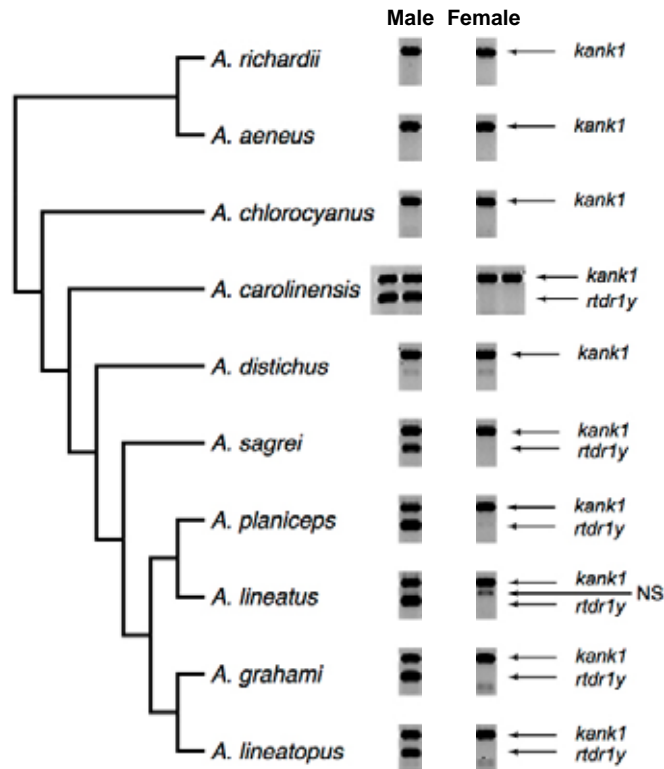 Male Female
A. richardii kank1
A. aeneus kank1
A. chlorocyanus kank1
A. carolinensis kank1
rtdr1y
A. distichus kank1
A. sagrei kank1
rtdr1y
A. planiceps kank1
rtdr1y
A. lineatus kank1
NS
rtdr1y
A. grahami kank1
rtdr1y
A. lineatopus kank1
rtdr1y